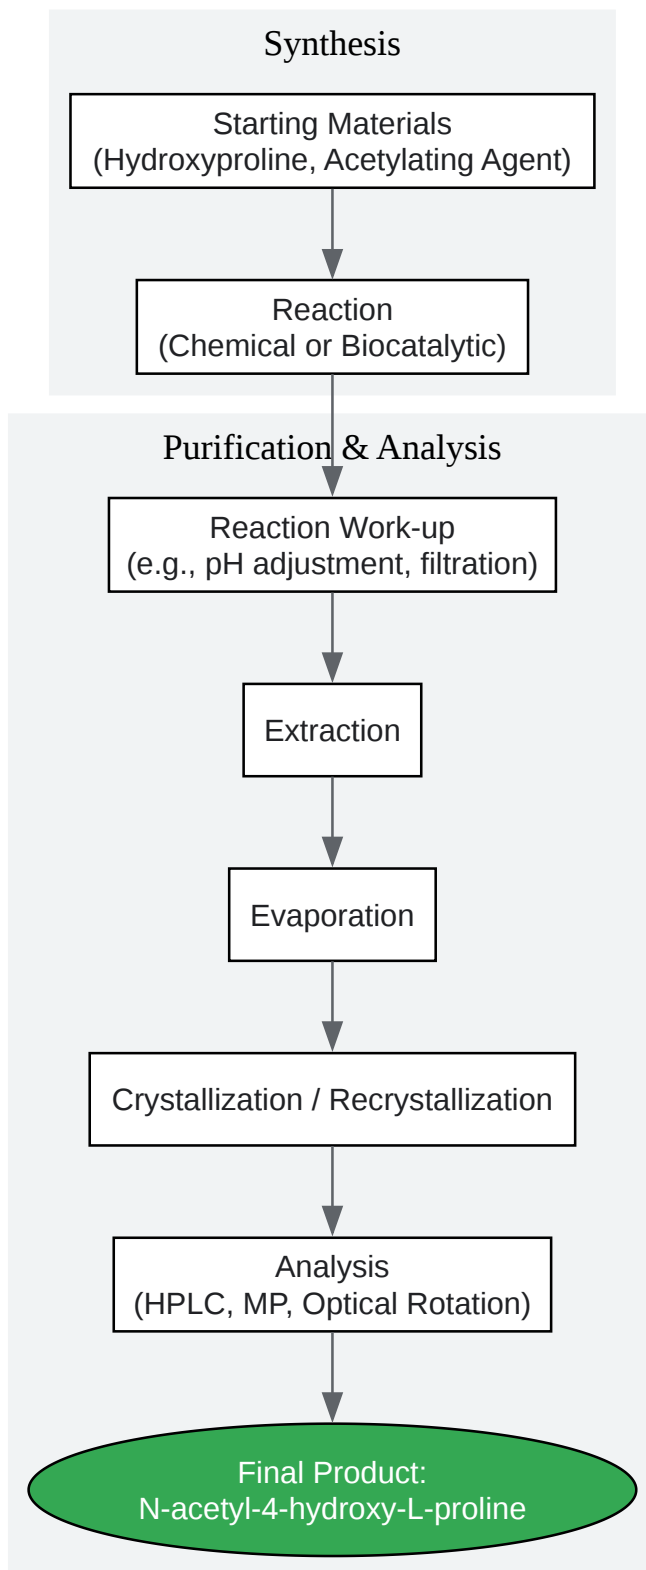 Synthesis
Starting Materials
(Hydroxyproline, Acetylating Agent)
Reaction
(Chemical or Biocatalytic)
Purification & Analysis
Reaction Work-up
(e.g., pH adjustment, filtration)
Extraction
Evaporation
Crystallization / Recrystallization
Analysis
(HPLC, MP, Optical Rotation)
Final Product:
N-acetyl-4-hydroxy-L-proline